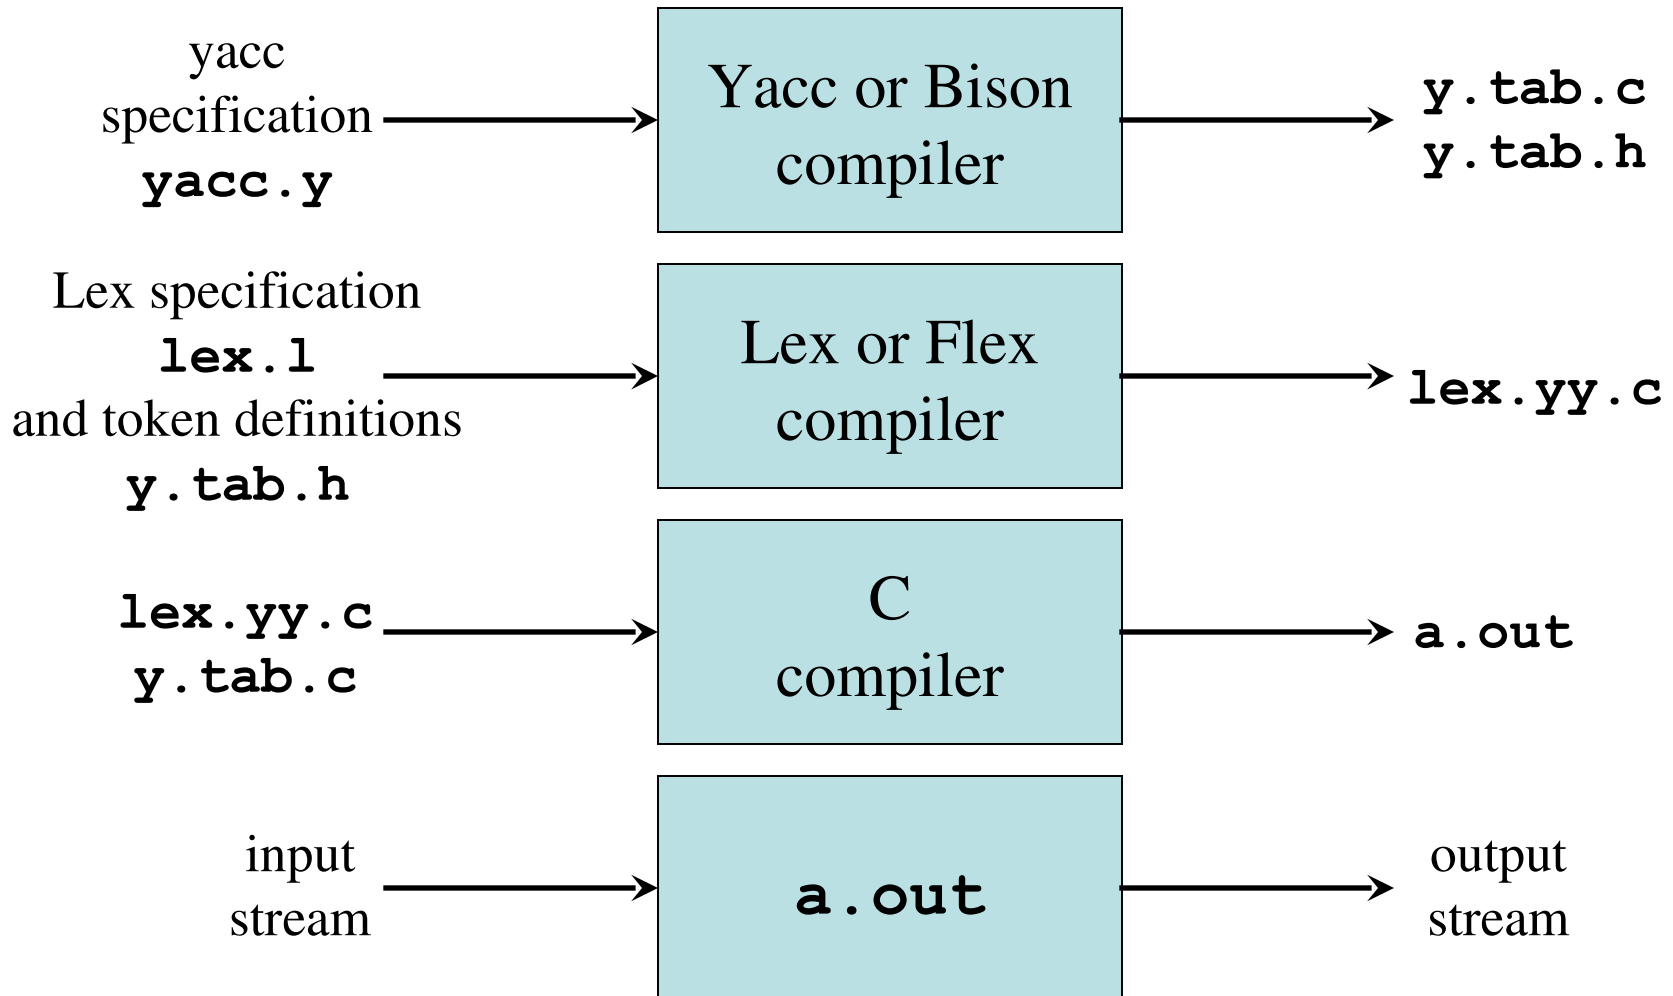 yacc
specification
yacc.y
Yacc or Bison
compiler
y.tab.c
y.tab.h
Lex specification
lex.l
and token definitions
y.tab.h
Lex or Flex
compiler
lex.yy.c
lex.yy.c
y.tab.c
C
compiler
a.out
input
stream
a.out
output
stream